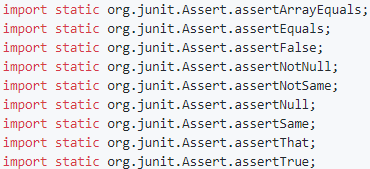 import static org.junit.Assert.assertArrayEquals;
import static org.junit.Assert.assertEquals;
import static org.junit.Assert.assertFalse;
import static org.junit.Assert.assertNotNull;
import static org.junit.Assert.assertNotSame;
import static org.junit.Assert.assertNull;
import static org.junit.Assert.assertSame;
import static org.junit.Assert.assertThat;
import static org.junit.Assert.assertTrue;